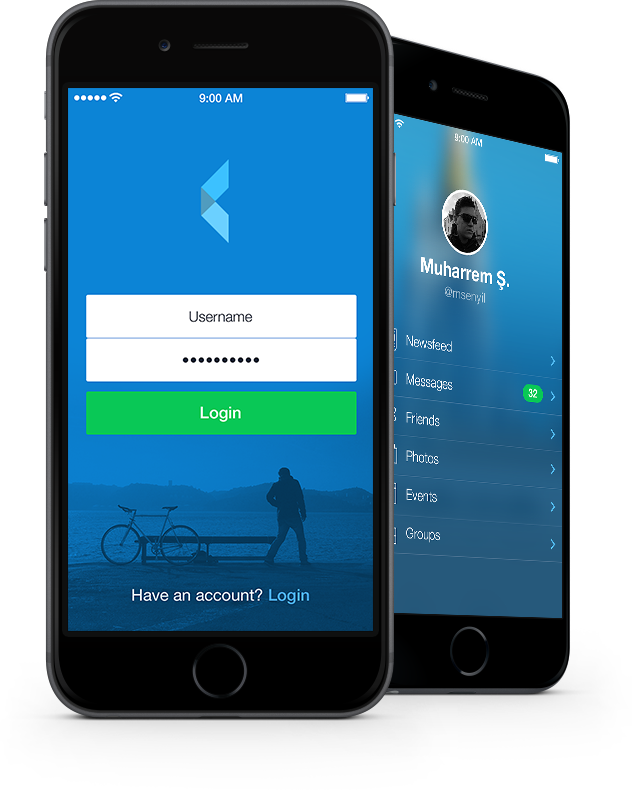 9:00 AM
Username
Login
Have an account? Login
9:00 AM
Muharrem Ş.
@msenyil
Newsfeed
Messages
32
Friends
Photos
Events
Groups